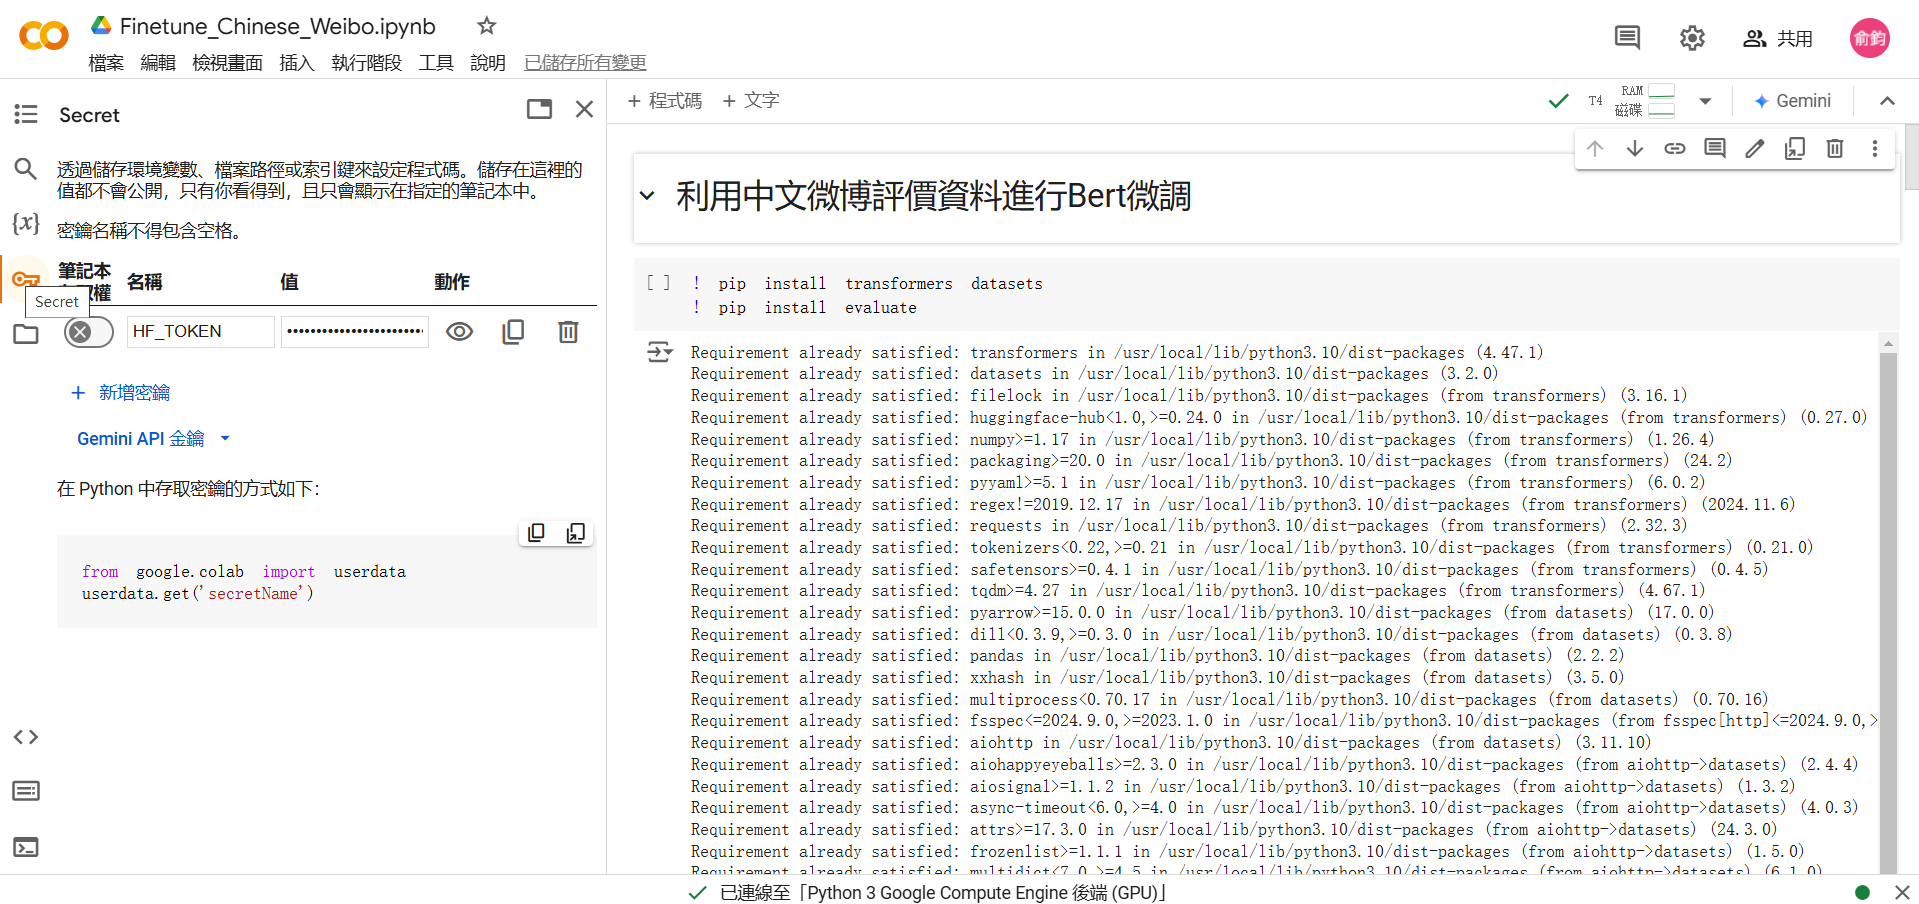 Finetune_Chinese_Weibo.ipynb
檔案 編輯 檢視畫面 插入 執行階段 工具 說明 已儲存所有變更
共用
俞鈞
Secret
透過儲存環境變數、檔案路徑或索引鍵來設定程式碼。儲存在這裡的
值都不會公開，只有你看得到，且只會顯示在指定的筆記本中。
密鑰名稱不得包含空格。
筆記本
權
名稱 值 動作
Secret
HF_TOKEN
+ 新增密鑰
Gemini API 金鑰
在 Python 中存取密鑰的方式如下：
from google.colab import userdata
userdata.get('secretName')
+ 程式碼 + 文字
T4
RAM
磁碟
Gemini
利用中文微博評價資料進行Bert微調
[ ] ! pip install transformers datasets
! pip install evaluate
Requirement already satisfied: transformers in /usr/local/lib/python3.10/dist-packages (4.47.1)
Requirement already satisfied: datasets in /usr/local/lib/python3.10/dist-packages (3.2.0)
Requirement already satisfied: filelock in /usr/local/lib/python3.10/dist-packages (from transformers) (3.16.1)
Requirement already satisfied: huggingface-hub<1.0,>=0.24.0 in /usr/local/lib/python3.10/dist-packages (from transformers) (0.27.0)
Requirement already satisfied: numpy>=1.17 in /usr/local/lib/python3.10/dist-packages (from transformers) (1.26.4)
Requirement already satisfied: packaging>=20.0 in /usr/local/lib/python3.10/dist-packages (from transformers) (24.2)
Requirement already satisfied: pyyaml>=5.1 in /usr/local/lib/python3.10/dist-packages (from transformers) (6.0.2)
Requirement already satisfied: regex!=2019.12.17 in /usr/local/lib/python3.10/dist-packages (from transformers) (2024.11.6)
Requirement already satisfied: requests in /usr/local/lib/python3.10/dist-packages (from transformers) (2.32.3)
Requirement already satisfied: tokenizers<0.22,>=0.21 in /usr/local/lib/python3.10/dist-packages (from transformers) (0.21.0)
Requirement already satisfied: safetensors>=0.4.1 in /usr/local/lib/python3.10/dist-packages (from transformers) (0.4.5)
Requirement already satisfied: tqdm>=4.27 in /usr/local/lib/python3.10/dist-packages (from transformers) (4.67.1)
Requirement already satisfied: pyarrow>=15.0.0 in /usr/local/lib/python3.10/dist-packages (from datasets) (17.0.0)
Requirement already satisfied: dill<0.3.9,>=0.3.0 in /usr/local/lib/python3.10/dist-packages (from datasets) (0.3.8)
Requirement already satisfied: pandas in /usr/local/lib/python3.10/dist-packages (from datasets) (2.2.2)
Requirement already satisfied: xxhash in /usr/local/lib/python3.10/dist-packages (from datasets) (3.5.0)
Requirement already satisfied: multiprocess<0.70.17 in /usr/local/lib/python3.10/dist-packages (from datasets) (0.70.16)
Requirement already satisfied: fsspec<=2024.9.0,>=2023.1.0 in /usr/local/lib/python3.10/dist-packages (from fsspec[http]<=2024.9.0,>
Requirement already satisfied: aiohttp in /usr/local/lib/python3.10/dist-packages (from datasets) (3.11.10)
Requirement already satisfied: aiohappyeyeballs>=2.3.0 in /usr/local/lib/python3.10/dist-packages (from aiohttp->datasets) (2.4.4)
Requirement already satisfied: aiosignal>=1.1.2 in /usr/local/lib/python3.10/dist-packages (from aiohttp->datasets) (1.3.2)
Requirement already satisfied: async-timeout<6.0,>=4.0 in /usr/local/lib/python3.10/dist-packages (from aiohttp->datasets) (4.0.3)
Requirement already satisfied: attrs>=17.3.0 in /usr/local/lib/python3.10/dist-packages (from aiohttp->datasets) (24.3.0)
Requirement already satisfied: frozenlist>=1.1.1 in /usr/local/lib/python3.10/dist-packages (from aiohttp->datasets) (1.5.0)
Requirement already satisfied: multidict<7.0,>=4.5 in /usr/local/lib/python3.10/dist-packages (from aiohttp->datasets) (6.1.0)
已連線至「Python 3 Google Compute Engine 後端 (GPU)」